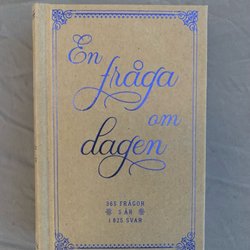 En
fråga
om
dagen
365 FRÅGOR
5 ÅR
1 825 SVAR